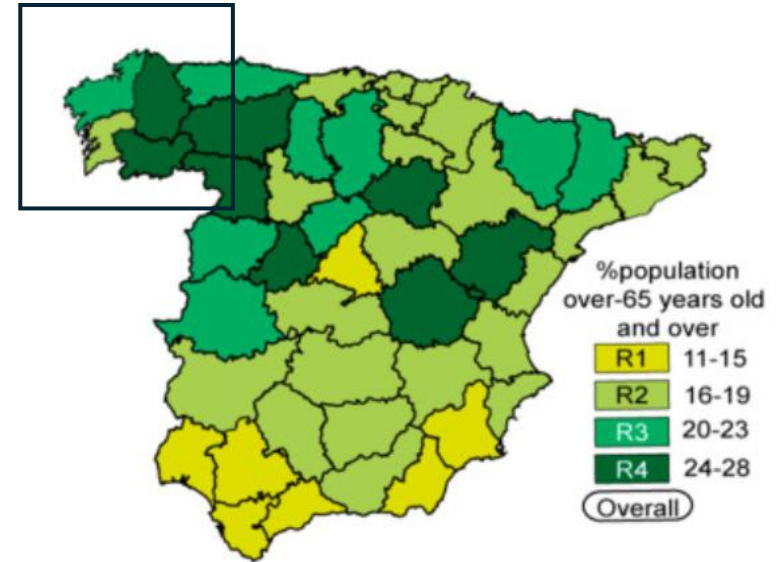 %population
over-65 years old
and over
R1 11-15
R2 16-19
R3 20-23
R4 24-28
Overall